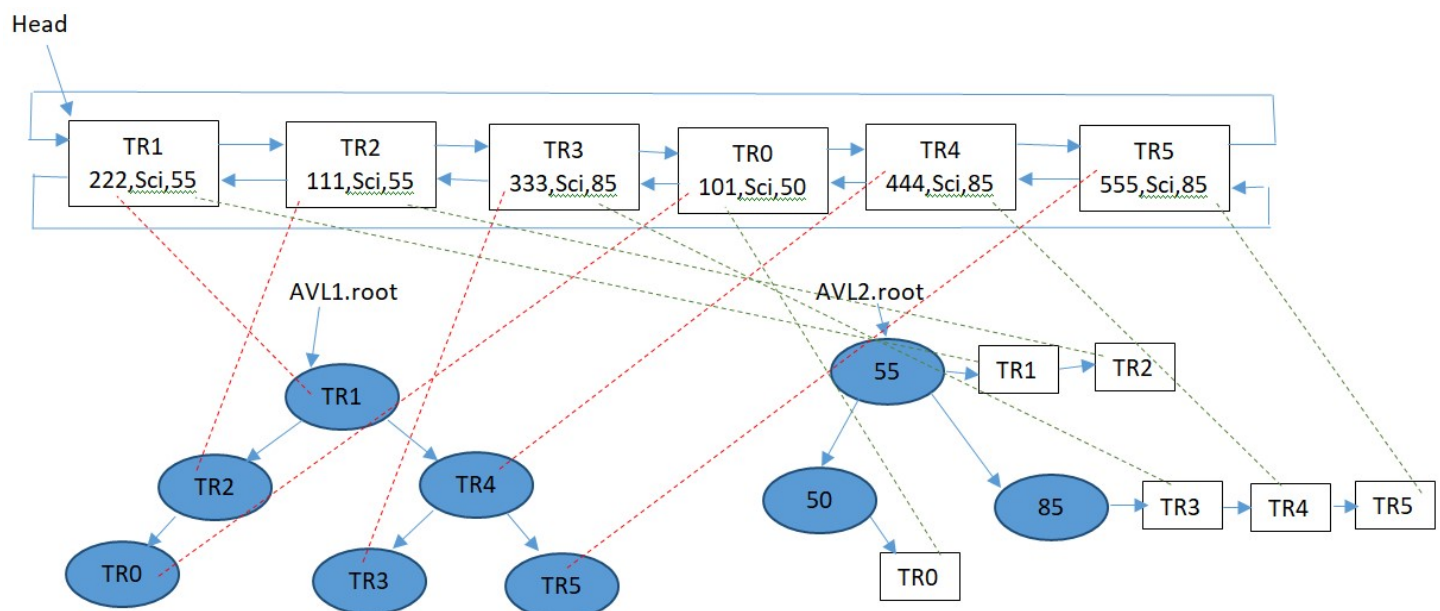 Head
TR1
222,Sci,55
TR2
111,Sci,55
TR3
333,Sci,85
TR0
101,Sci,50
TR4
444,Sci,85
TR5
555,Sci,85
AVL1.root
AVL2.root
TR1
TR2
TR4
TR0
TR3
TR5
55
TR1
TR2
50
85
TR3
TR4
TR5
TR0